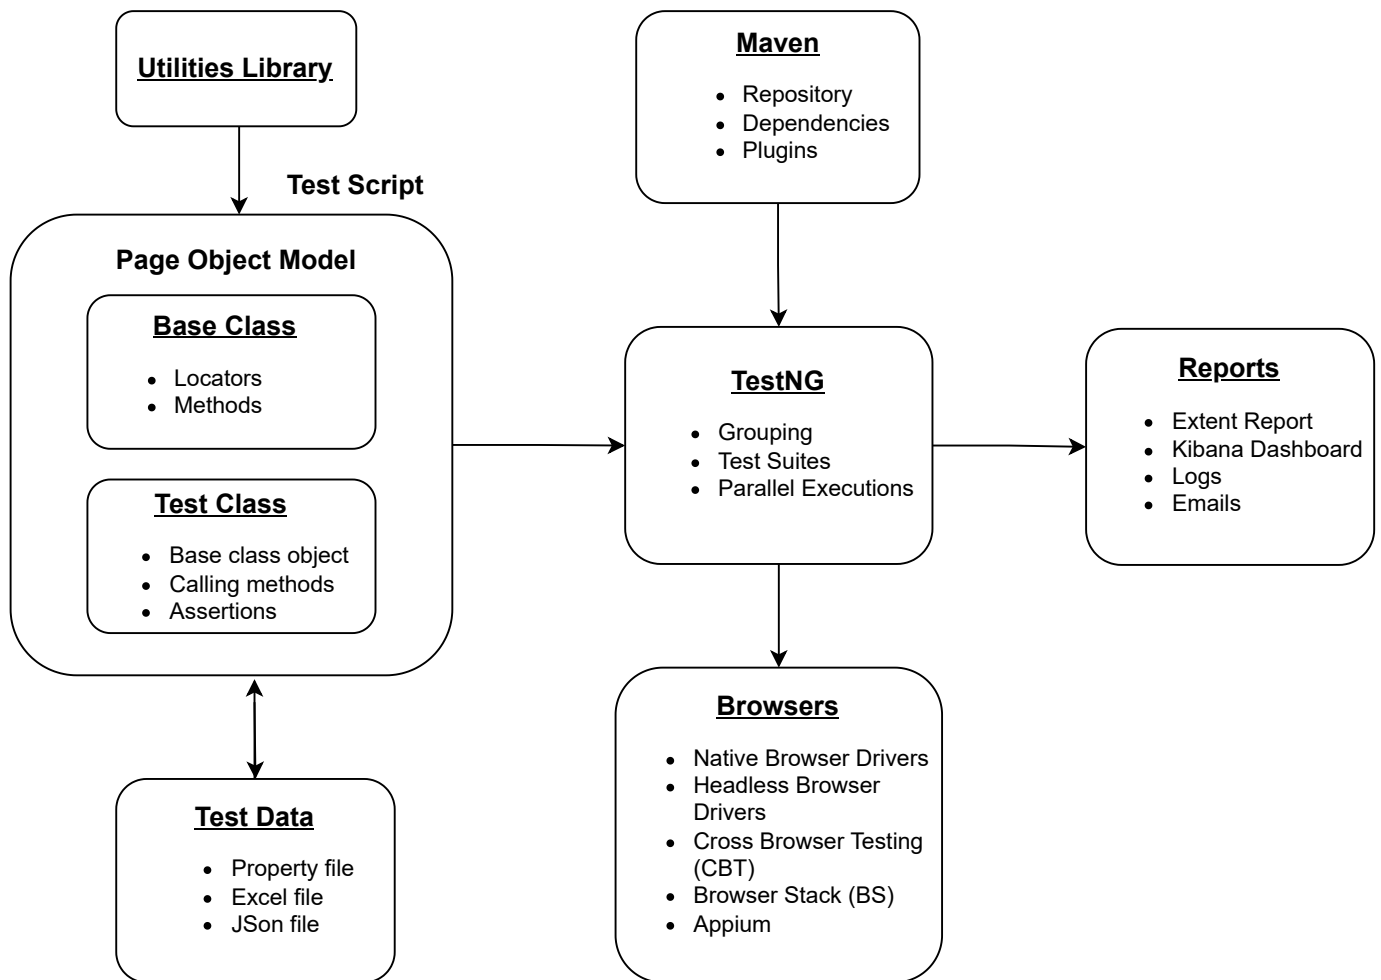 Utilities Library
Maven
• Repository
• Dependencies
• Plugins
Test Script
Page Object Model
Base Class
• Locators
• Methods
Test Class
• Base class object
• Calling methods
• Assertions
TestNG
• Grouping
• Test Suites
• Parallel Executions
Reports
• Extent Report
• Kibana Dashboard
• Logs
• Emails
Test Data
• Property file
• Excel file
• JSon file
Browsers
• Native Browser Drivers
• Headless Browser
Drivers
• Cross Browser Testing
(CBT)
• Browser Stack (BS)
• Appium